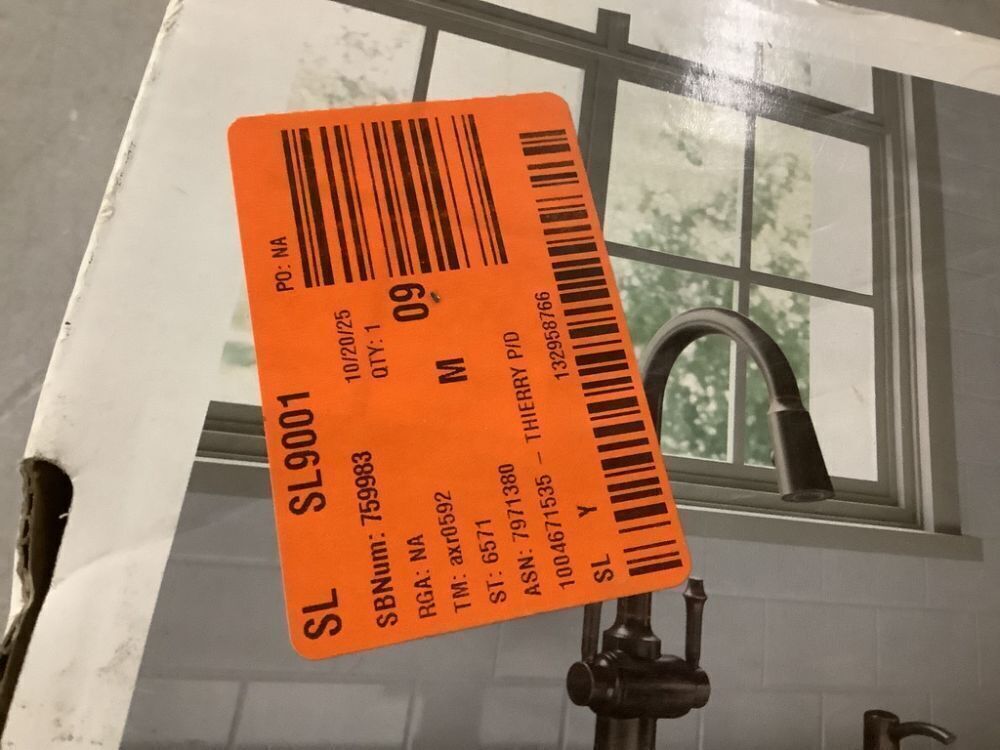 SL SL9001 PO: NA
SBNum: 759983 10/20/25
RGA: NA QTY: 1
TM: axr0592 09
ST: 6571 M
ASN: 7971380
1004671535 - THIERRY P/D
SL Y 132958766